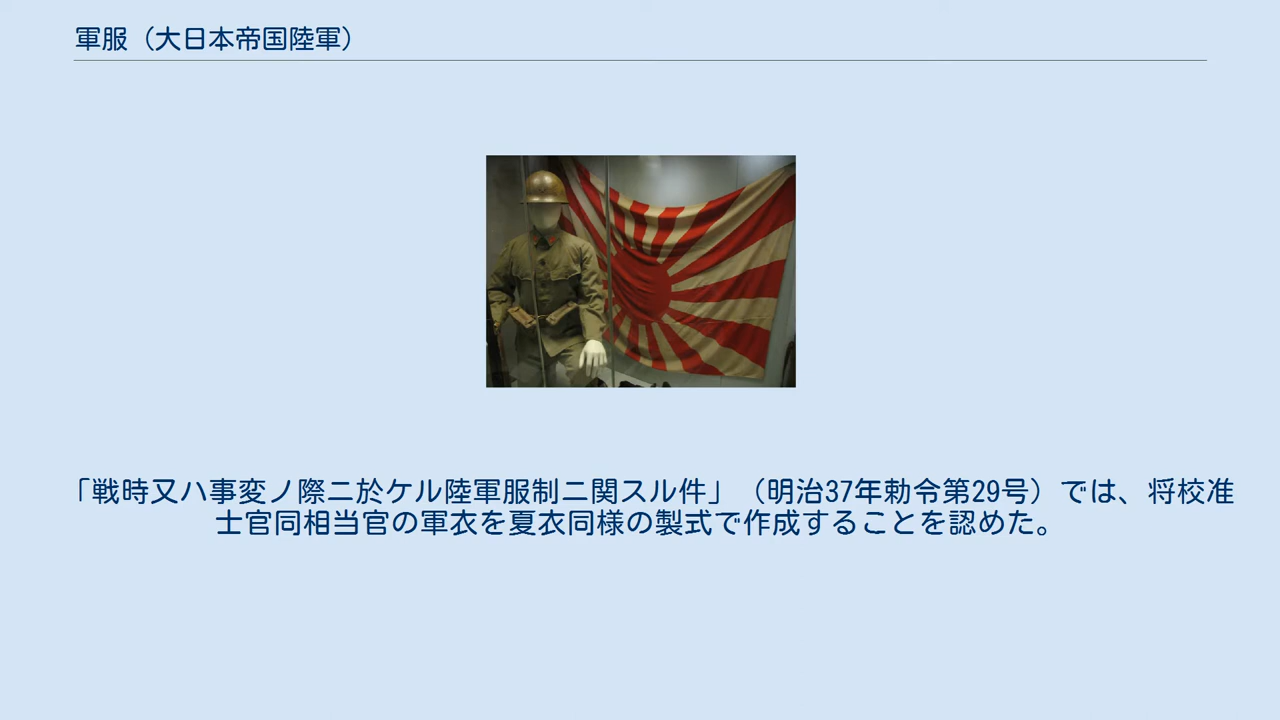 軍服（大日本帝国陸軍）
「戦時又ハ事変ノ際ニ於ケル陸軍服制ニ関スル件」（明治37年勅令第29号）では、将校准
士官同相当官の軍衣を夏衣同様の製式で作成することを認めた。